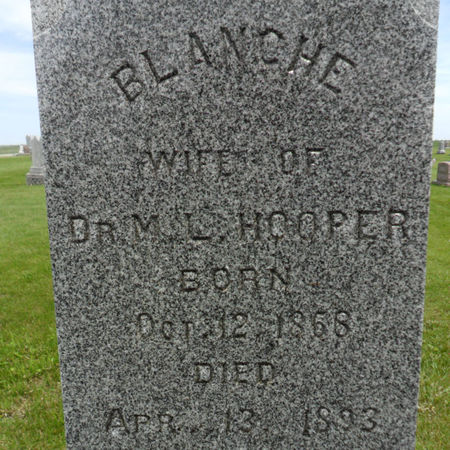 BLANCHE
WIFE OF
DR. M. L. HOOPER
BORN
OCT. 12, 1868
DIED
APR. 13, 1893